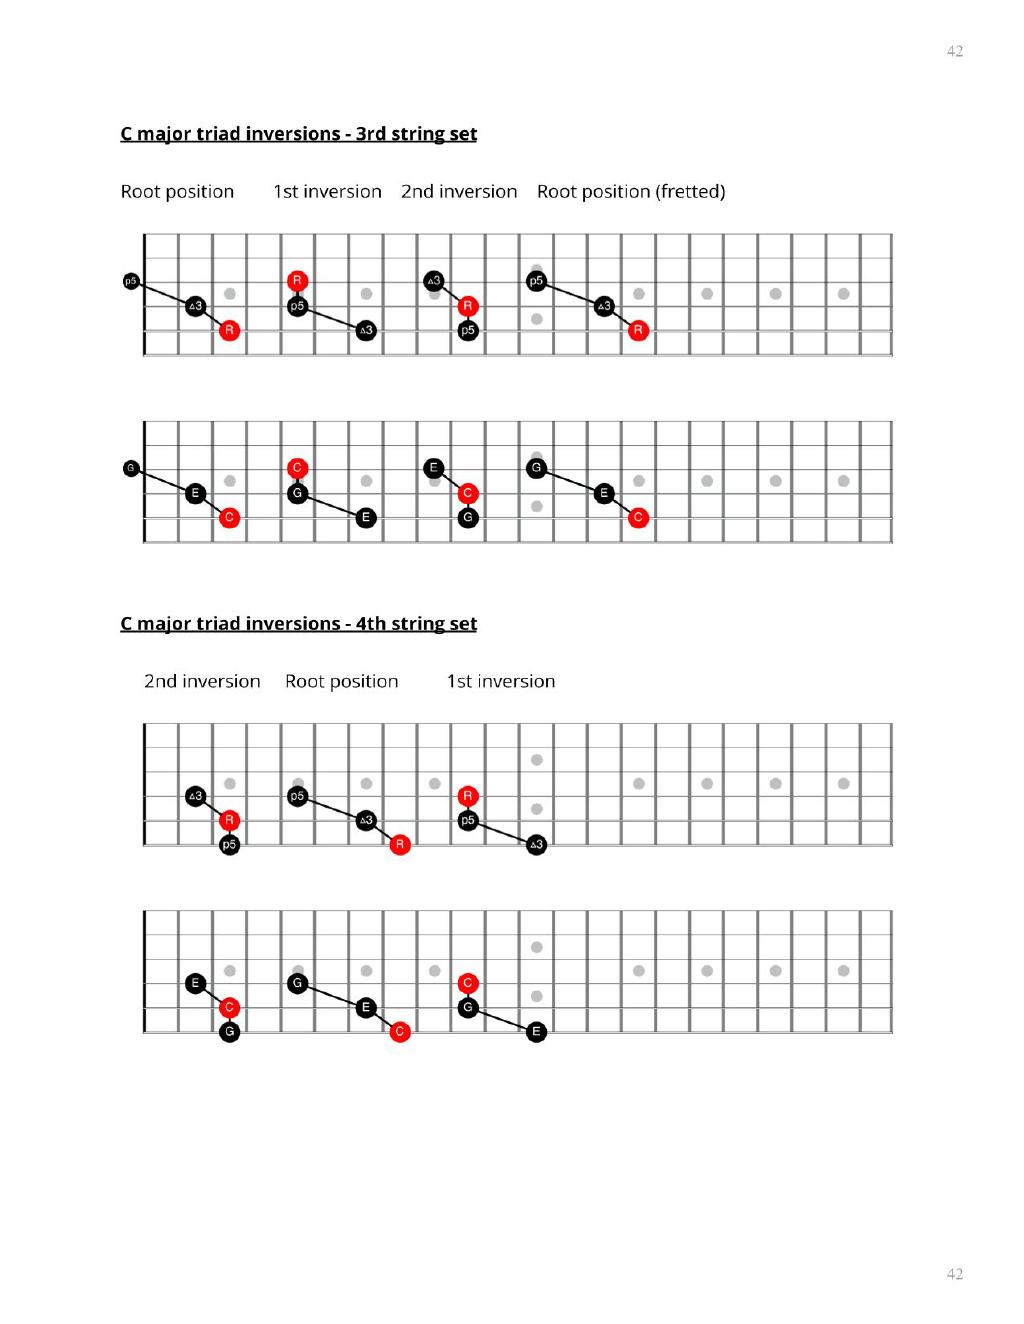 42
C major triad inversions - 3rd string set
Root position 1st inversion 2nd inversion Root position (fretted)
R Δ3 p5
p5 Δ3 R p5 R Δ3
R Δ3 p5 R
C E G
G E C G C E
C E G C
C major triad inversions - 4th string set
2nd inversion Root position 1st inversion
Δ3 p5 R
R Δ3 p5
p5 R Δ3
E G C
C E G
G C E
42